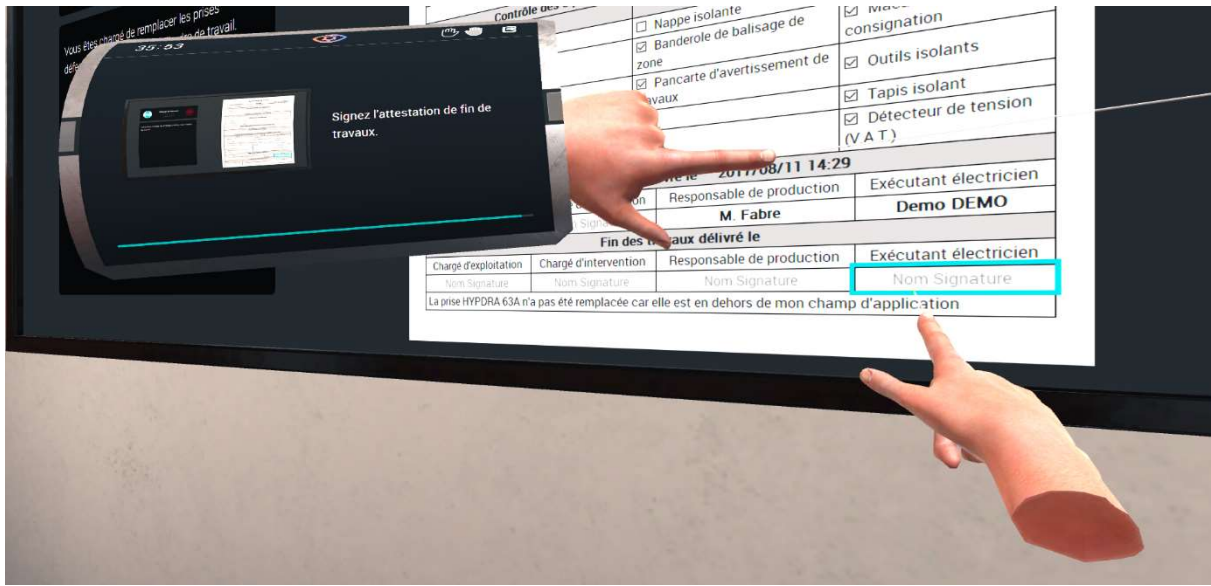 Vous êtes chargé de remplacer les prises
de travail.
35:53
Signez l'attestation de fin de
travaux.
Contrôle
Nappe isolante
Banderole de balisage de
zone
Pancarte d'avertissement de
consignation
Outils isolants
Tapis isolant
Détecteur de tension
(V A T)
le 2017/08/11 14:29
Responsable de production
Exécutant électricien
M. Fabre
Demo DEMO
Fin des travaux délivré le
Chargé d'exploitation Chargé d'intervention Responsable de production Exécutant électricien
Nom Signature Nom Signature Nom Signature Nom Signature
La prise HYPDRA 63A n'a pas été remplacée car elle est en dehors de mon champ d'application